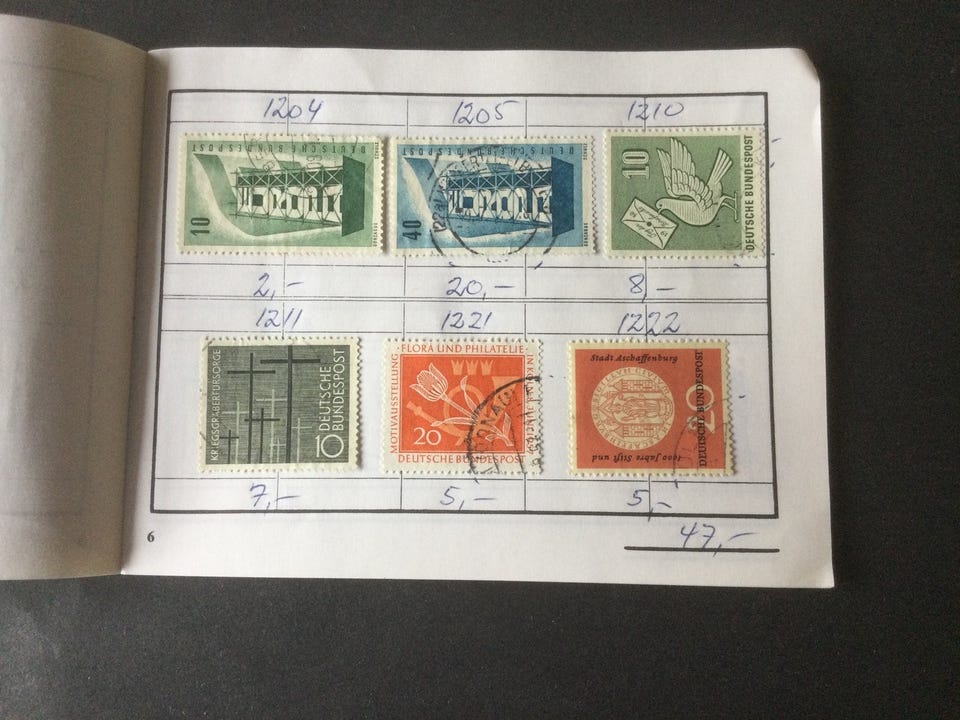 1204 1205 1210
DEUTSCHE BUNDESPOST
10
DEUTSCHE BUNDESPOST
40
10
DEUTSCHE BUNDESPOST
2,- 20,- 8,-
1211 1221 1222
KRIEGSGRÄBERFÜRSORGE
DEUTSCHE
BUNDESPOST
10
MOTIVAUSSTELLUNG
FLORA UND PHILATELIE
20
DEUTSCHE BUNDESPOST
Stadt Aschaffenburg
1000 Jahre Stift und
20
DEUTSCHE BUNDESPOST
7,- 5,- 5,-
47,-
6